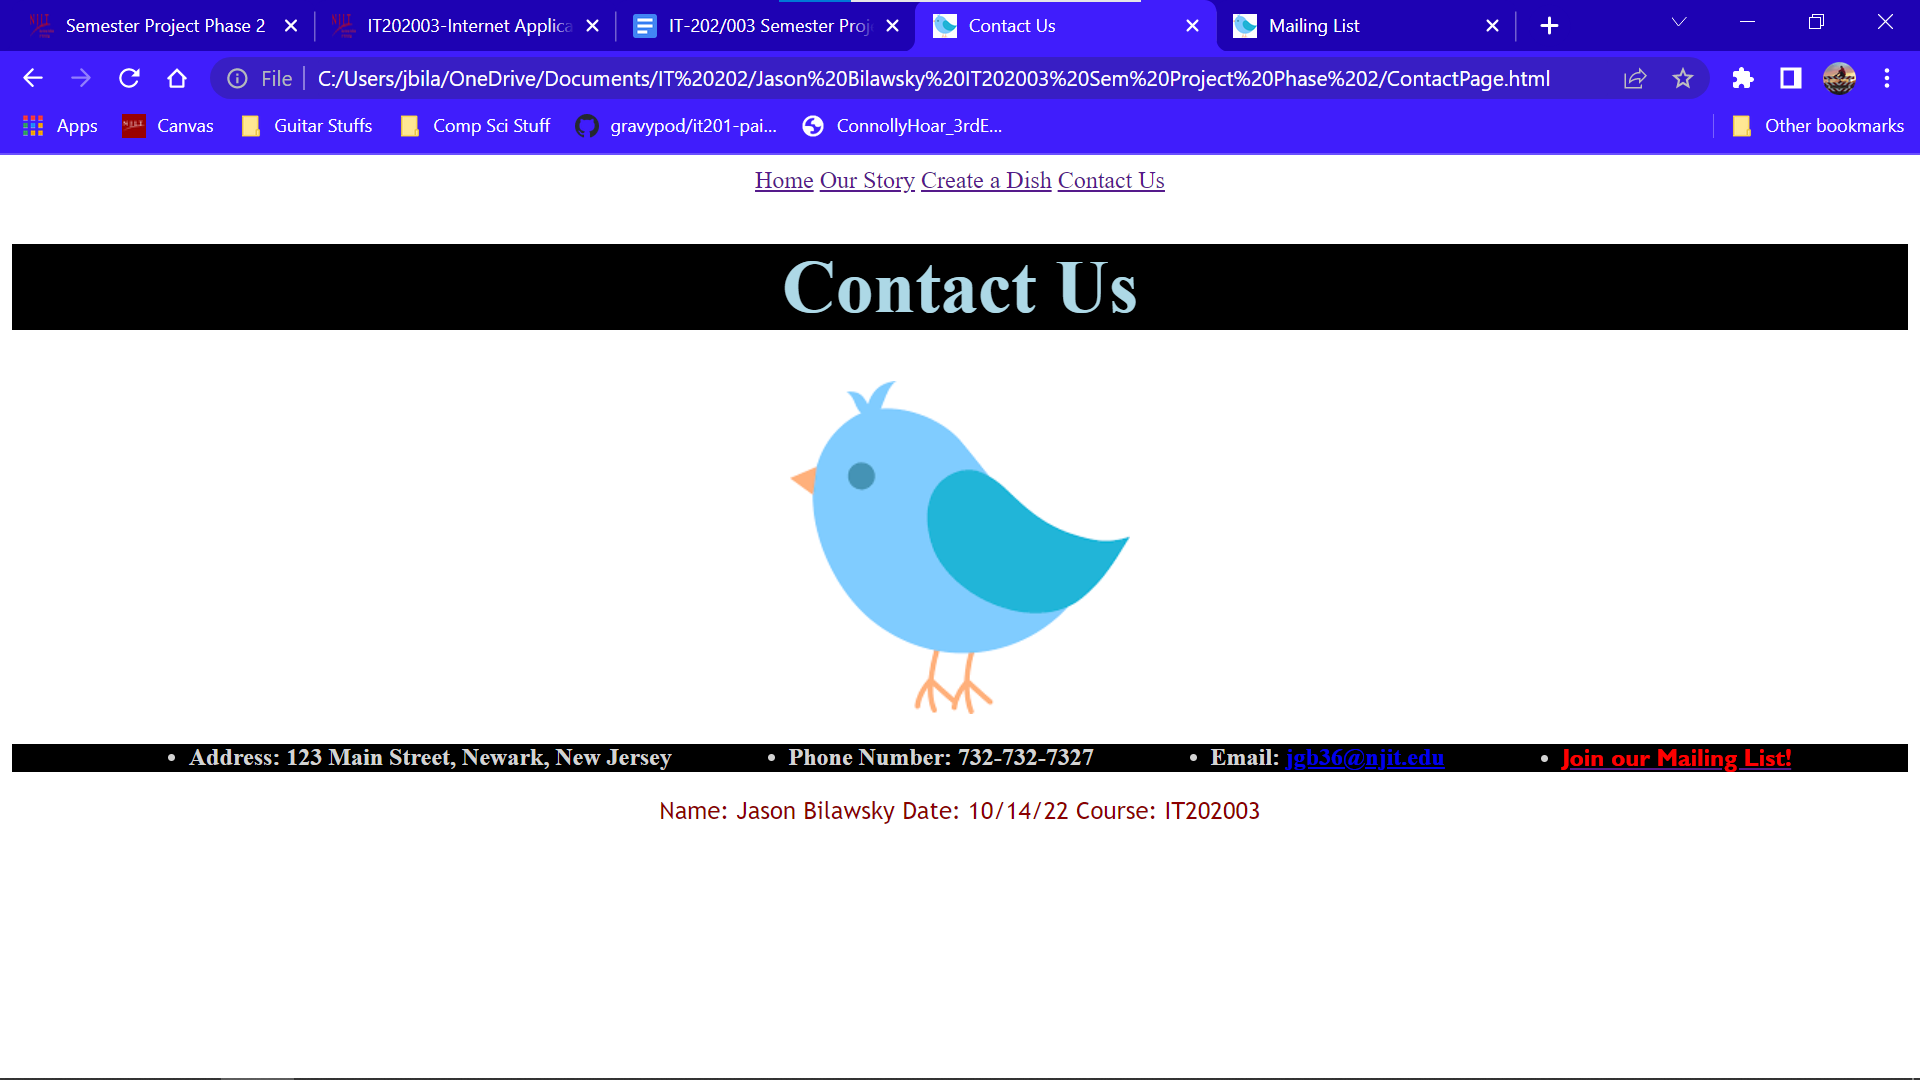 Semester Project Phase 2
IT202003-Internet Applica
IT-202/003 Semester Proj
Contact Us
Mailing List
File
C:/Users/jbila/OneDrive/Documents/IT%20202/Jason%20Bilawsky%20IT202003%20Sem%20Project%20Phase%202/ContactPage.html
Apps
Canvas
Guitar Stuffs
Comp Sci Stuff
gravypod/it201-pai...
ConnollyHoar_3rdE...
Other bookmarks
Home Our Story Create a Dish Contact Us
Contact Us
• Address: 123 Main Street, Newark, New Jersey • Phone Number: 732-732-7327 • Email: jgb36@njit.edu • Join our Mailing List!
Name: Jason Bilawsky Date: 10/14/22 Course: IT202003